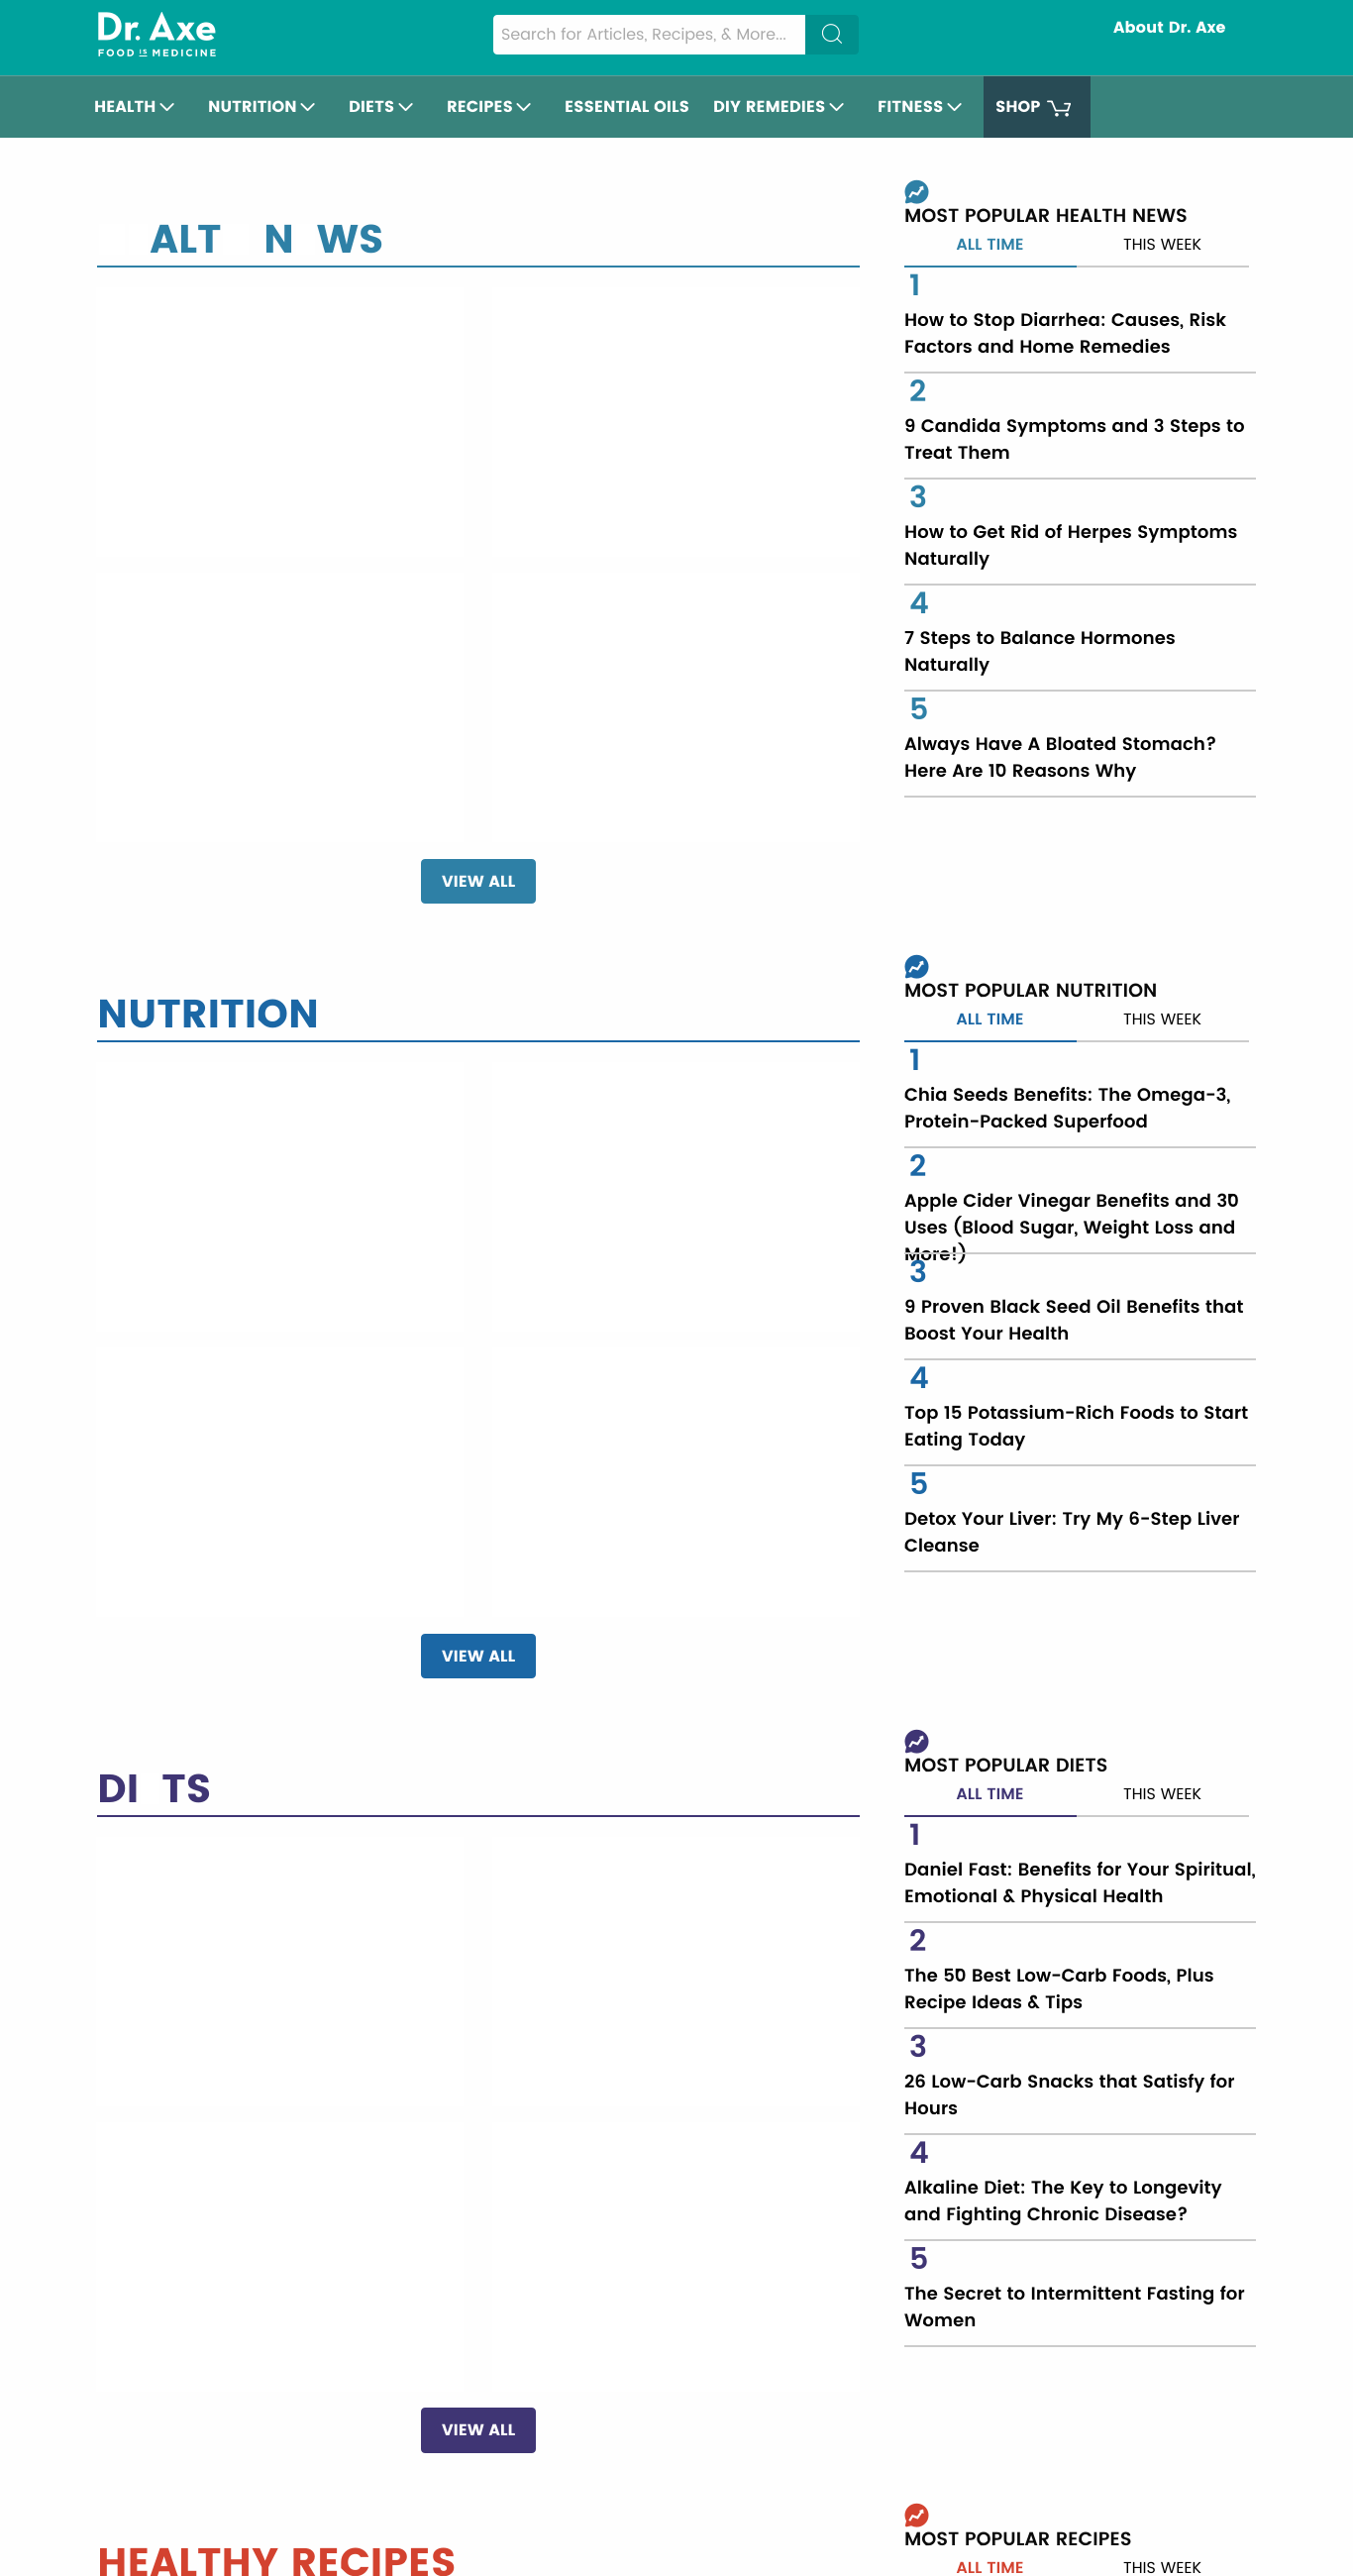 Dr. Axe
FOOD IS MEDICINE
Search for Articles, Recipes, & More...
About Dr. Axe
HEALTH NUTRITION DIETS RECIPES ESSENTIAL OILS DIY REMEDIES FITNESS SHOP
ALT N WS
MOST POPULAR HEALTH NEWS
ALL TIME THIS WEEK
1
How to Stop Diarrhea: Causes, Risk
Factors and Home Remedies
2
9 Candida Symptoms and 3 Steps to
Treat Them
3
How to Get Rid of Herpes Symptoms
Naturally
4
7 Steps to Balance Hormones
Naturally
5
Always Have A Bloated Stomach?
Here Are 10 Reasons Why
VIEW ALL
NUTRITION
MOST POPULAR NUTRITION
ALL TIME THIS WEEK
1
Chia Seeds Benefits: The Omega-3,
Protein-Packed Superfood
2
Apple Cider Vinegar Benefits and 30
Uses (Blood Sugar, Weight Loss and
More!)
3
9 Proven Black Seed Oil Benefits that
Boost Your Health
4
Top 15 Potassium-Rich Foods to Start
Eating Today
5
Detox Your Liver: Try My 6-Step Liver
Cleanse
VIEW ALL
DI TS
MOST POPULAR DIETS
ALL TIME THIS WEEK
1
Daniel Fast: Benefits for Your Spiritual,
Emotional & Physical Health
2
The 50 Best Low-Carb Foods, Plus
Recipe Ideas & Tips
3
26 Low-Carb Snacks that Satisfy for
Hours
4
Alkaline Diet: The Key to Longevity
and Fighting Chronic Disease?
5
The Secret to Intermittent Fasting for
Women
VIEW ALL
HEALTHY RECIPES
MOST POPULAR RECIPES
ALL TIME THIS WEEK